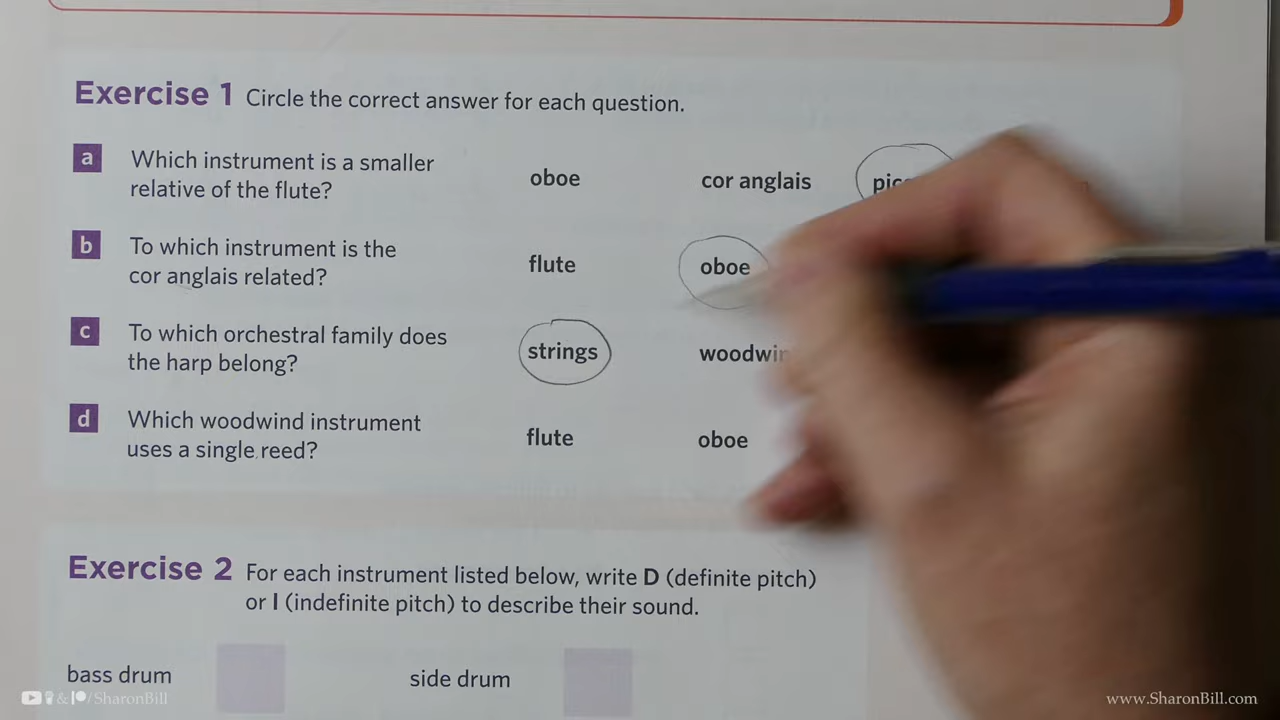 Exercise 1 Circle the correct answer for each question.
a Which instrument is a smaller
relative of the flute?
oboe cor anglais
b To which instrument is the
cor anglais related?
flute oboe
c To which orchestral family does
the harp belong?
strings
d Which woodwind instrument
uses a single reed?
flute oboe
Exercise 2 For each instrument listed below, write D (definite pitch)
or I (indefinite pitch) to describe their sound.
bass drum side drum
& /SharonBill
www.SharonBill.com